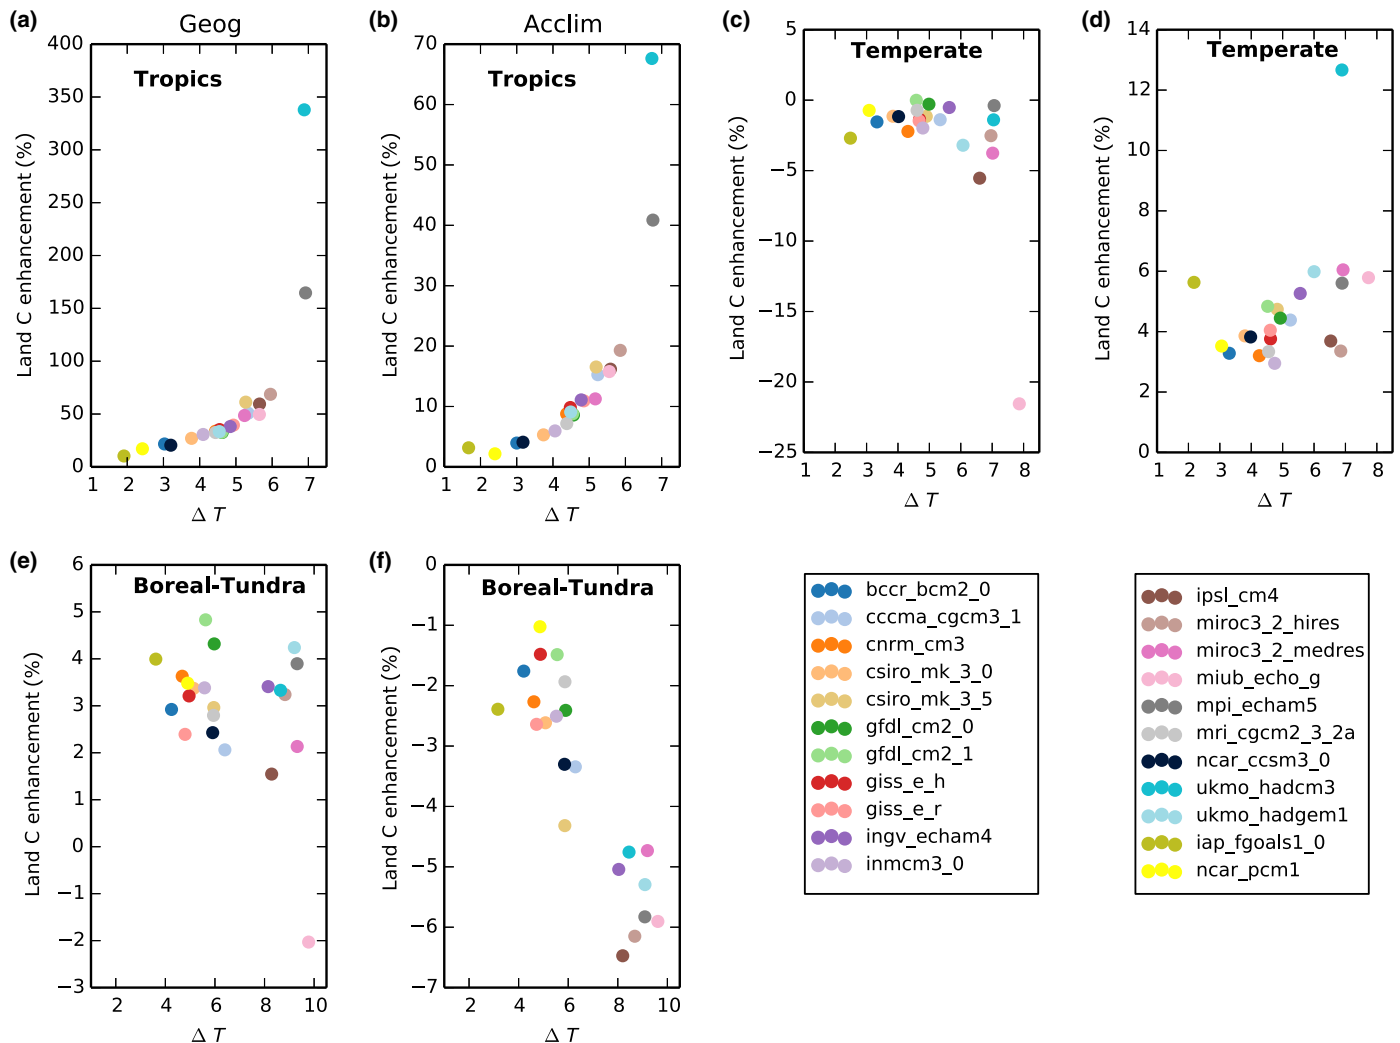 (a)
Geog
Tropics
Land C enhancement (%)
400
350
300
250
200
150
100
50
0
1 2 3 4 5 6 7
Δ T
(b)
Acclim
Tropics
Land C enhancement (%)
70
60
50
40
30
20
10
0
1 2 3 4 5 6 7
Δ T
(c)
Temperate
Land C enhancement (%)
5
0
−5
−10
−15
−20
−25
1 2 3 4 5 6 7 8
Δ T
(d)
Temperate
Land C enhancement (%)
14
12
10
8
6
4
2
0
1 2 3 4 5 6 7 8
Δ T
(e)
Boreal-Tundra
Land C enhancement (%)
6
5
4
3
2
1
0
−1
−2
−3
2 4 6 8 10
Δ T
(f)
Boreal-Tundra
Land C enhancement (%)
0
−1
−2
−3
−4
−5
−6
−7
2 4 6 8 10
Δ T
bccr_bcm2_0
cccma_cgcm3_1
cnrm_cm3
csiro_mk_3_0
csiro_mk_3_5
gfdl_cm2_0
gfdl_cm2_1
giss_e_h
giss_e_r
ingv_echam4
inmcm3_0
ipsl_cm4
miroc3_2_hires
miroc3_2_medres
miub_echo_g
mpi_echam5
mri_cgcm2_3_2a
ncar_ccsm3_0
ukmo_hadcm3
ukmo_hadgem1
iap_fgoals1_0
ncar_pcm1